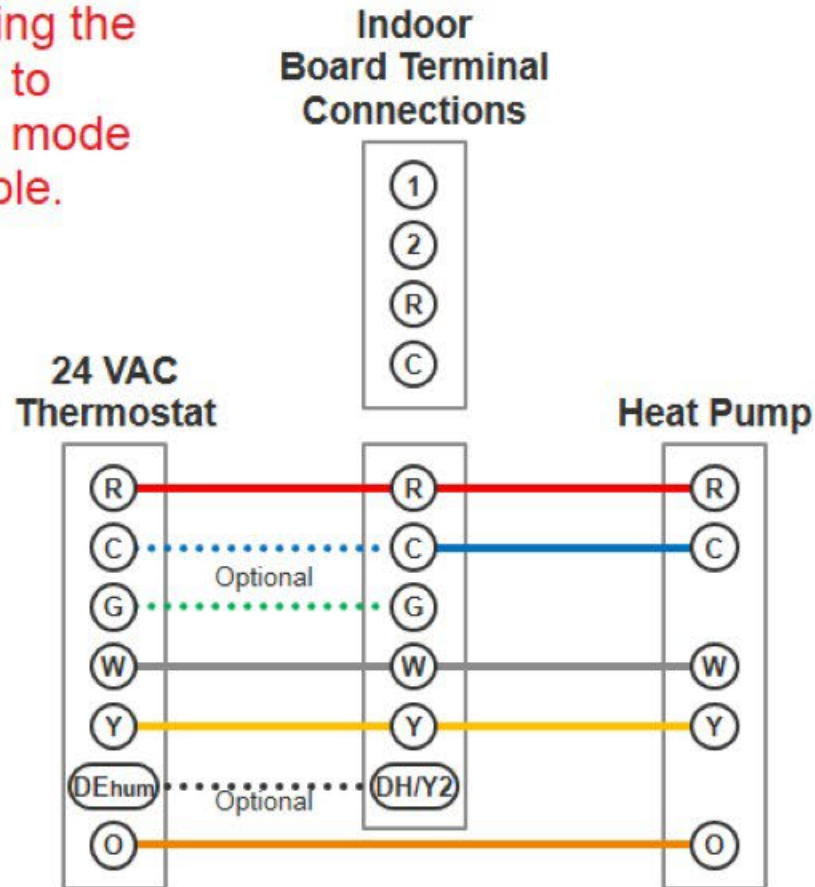 ing the
to
mode
ble.
Indoor
Board Terminal
Connections
1
2
R
C
24 VAC
Thermostat
Heat Pump
R R R
C Optional C C
G G
W W W
Y Y Y
DEhum Optional DH/Y2
O O